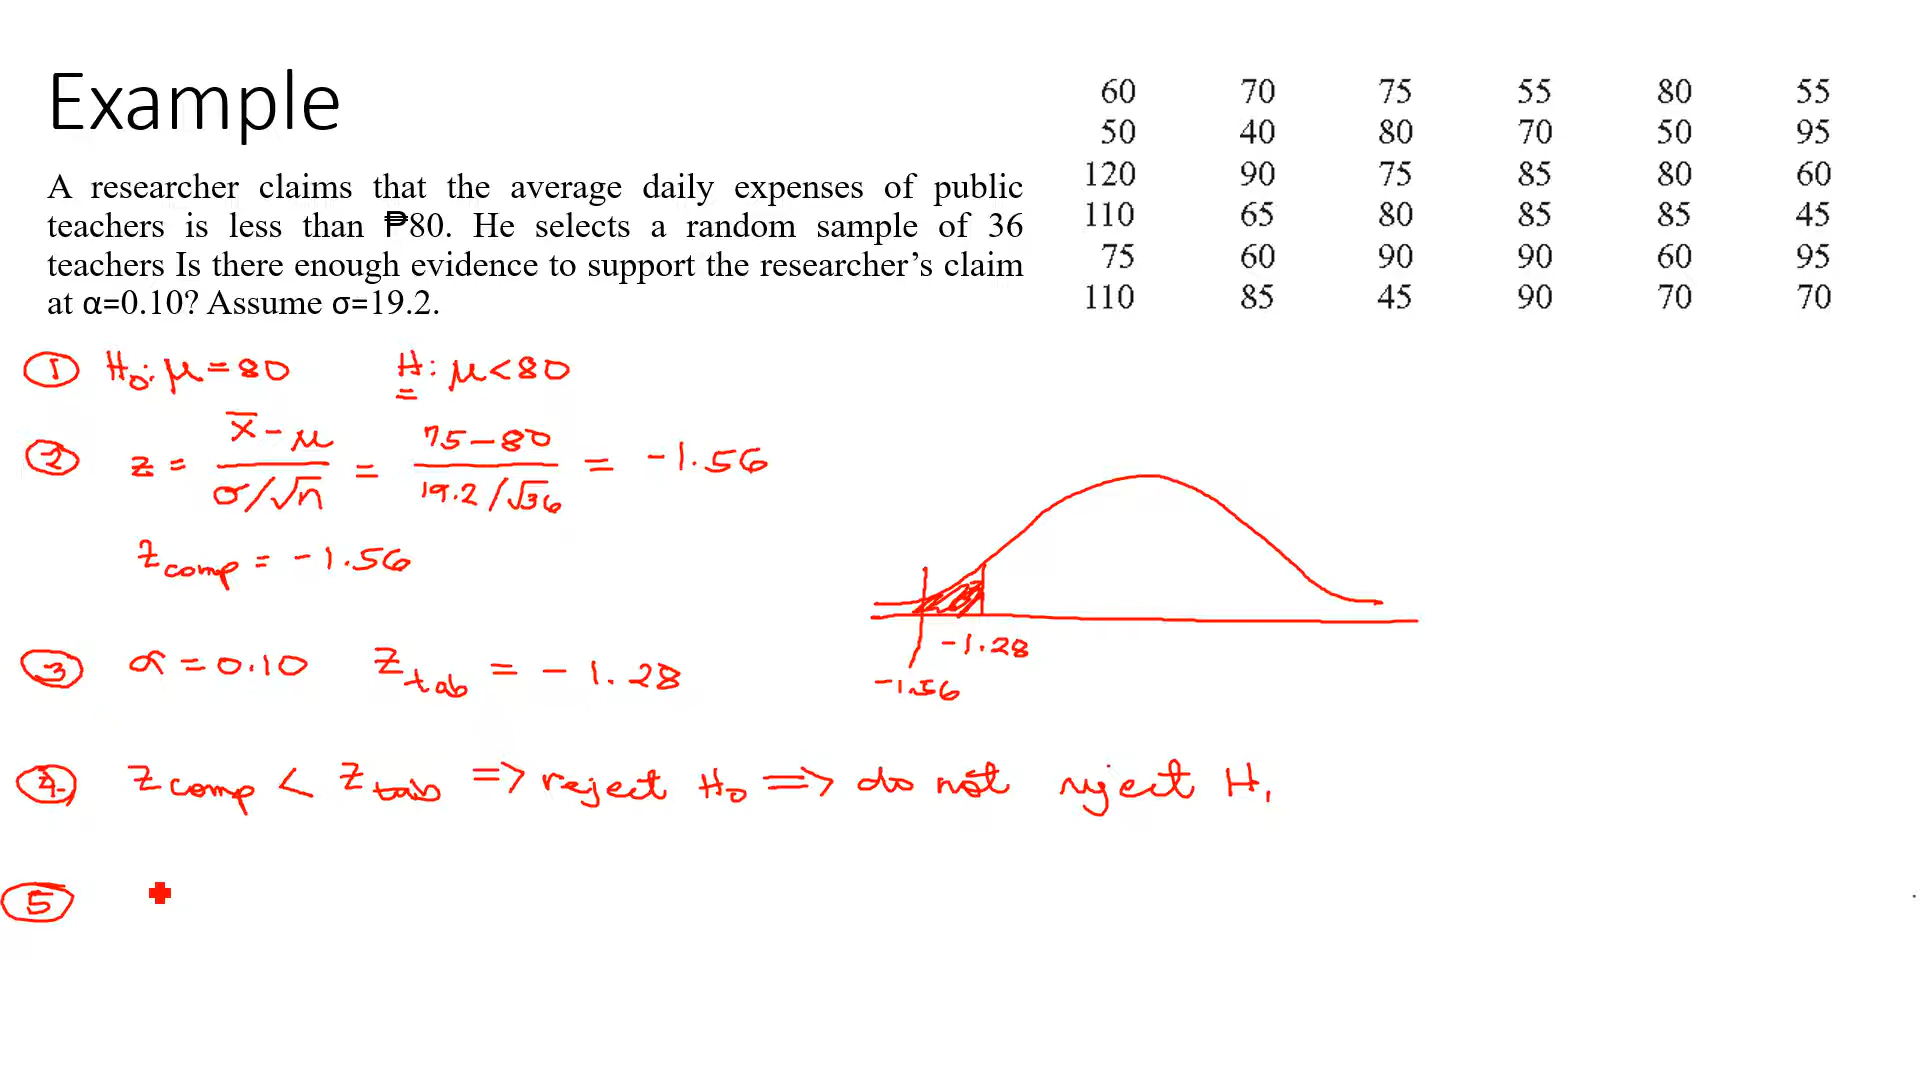 Example
A researcher claims that the average daily expenses of public
teachers is less than ₱80. He selects a random sample of 36
teachers Is there enough evidence to support the researcher's claim
at α=0.10? Assume σ=19.2.
60 70 75 55 80 55
50 40 80 70 50 95
120 90 75 85 80 60
110 65 80 85 85 45
75 60 90 90 60 95
110 85 45 90 70 70
① H₀: μ = 80 H: μ < 80
② z = (x̄ - μ)/(σ/√n) = (75 - 80)/(19.2/√36) = -1.56
Zcomp = -1.56
-1.28
-1.56
③ α = 0.10 Ztab = -1.28
④ Zcomp < Ztab => reject H₀ => do not reject H₁
⑤